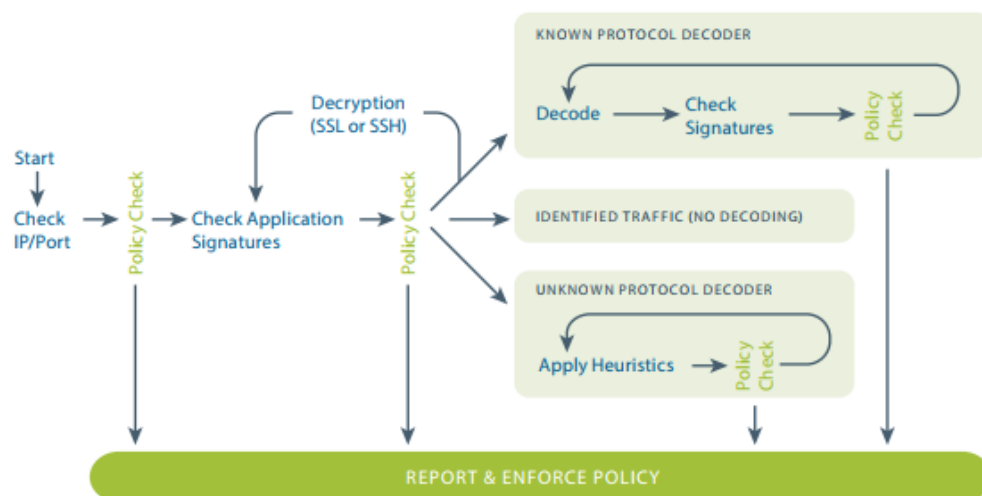 KNOWN PROTOCOL DECODER
Decode
Check
Signatures
Policy
Check
Decryption
(SSL or SSH)
Start
Check
IP/Port
Policy Check
Check Application
Signatures
Policy Check
IDENTIFIED TRAFFIC (NO DECODING)
UNKNOWN PROTOCOL DECODER
Apply Heuristics
Policy
Check
REPORT & ENFORCE POLICY